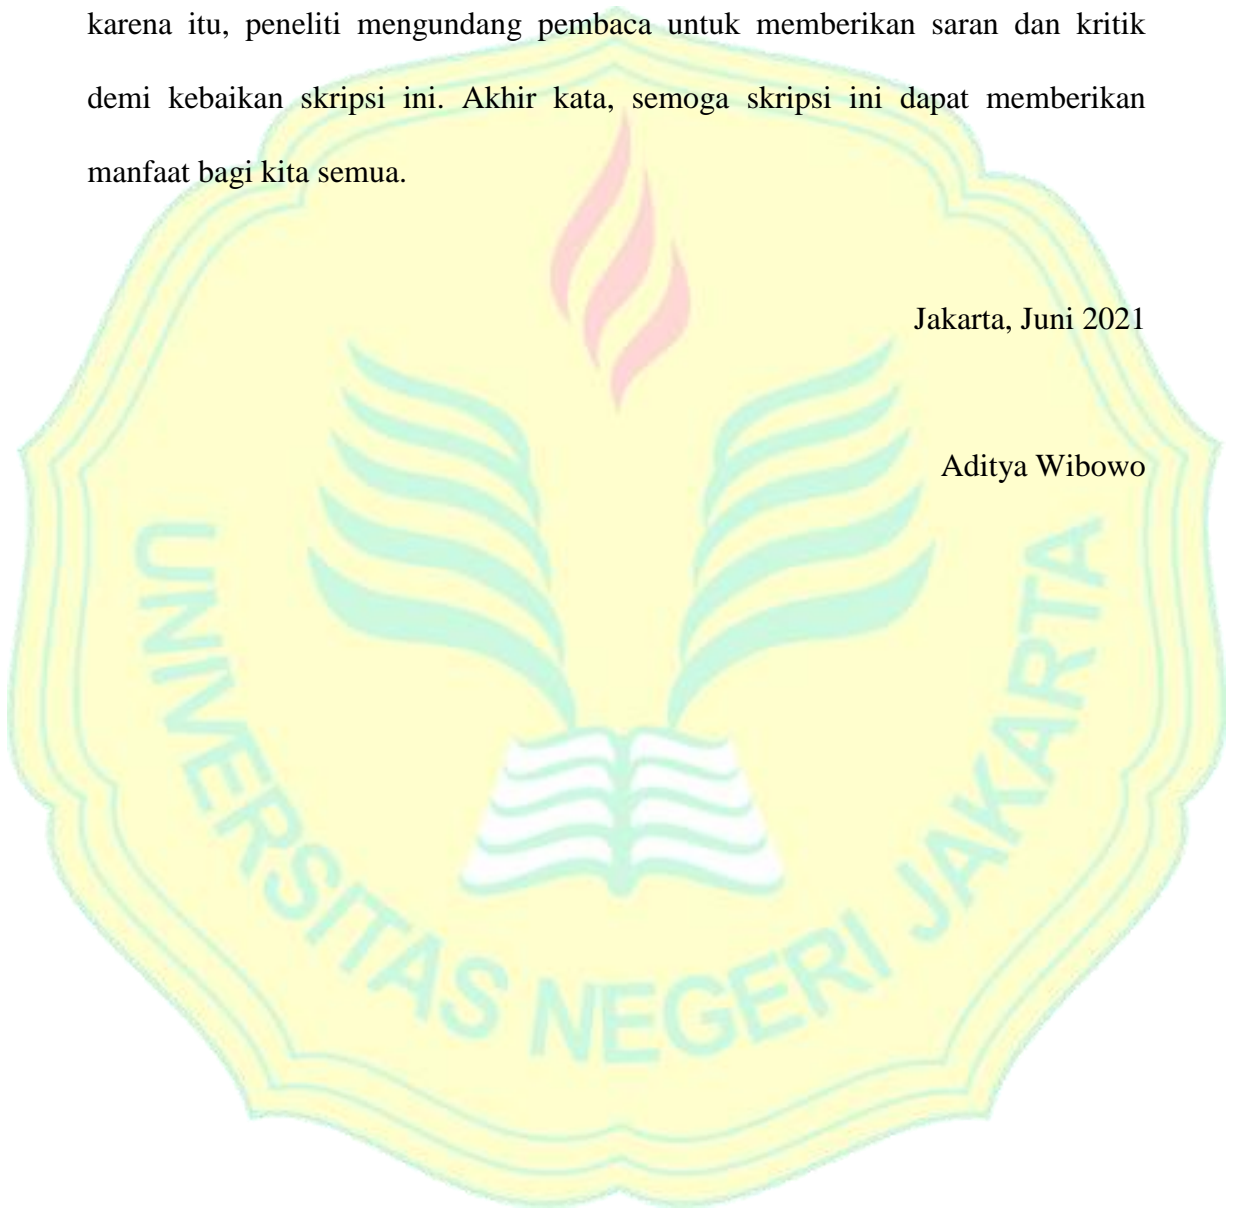 karena itu, peneliti mengundang pembaca untuk memberikan saran dan kritik
demi kebaikan skripsi ini. Akhir kata, semoga skripsi ini dapat memberikan
manfaat bagi kita semua.
Jakarta, Juni 2021
Aditya Wibowo
UNIVERSITAS NEGERI JAKARTA